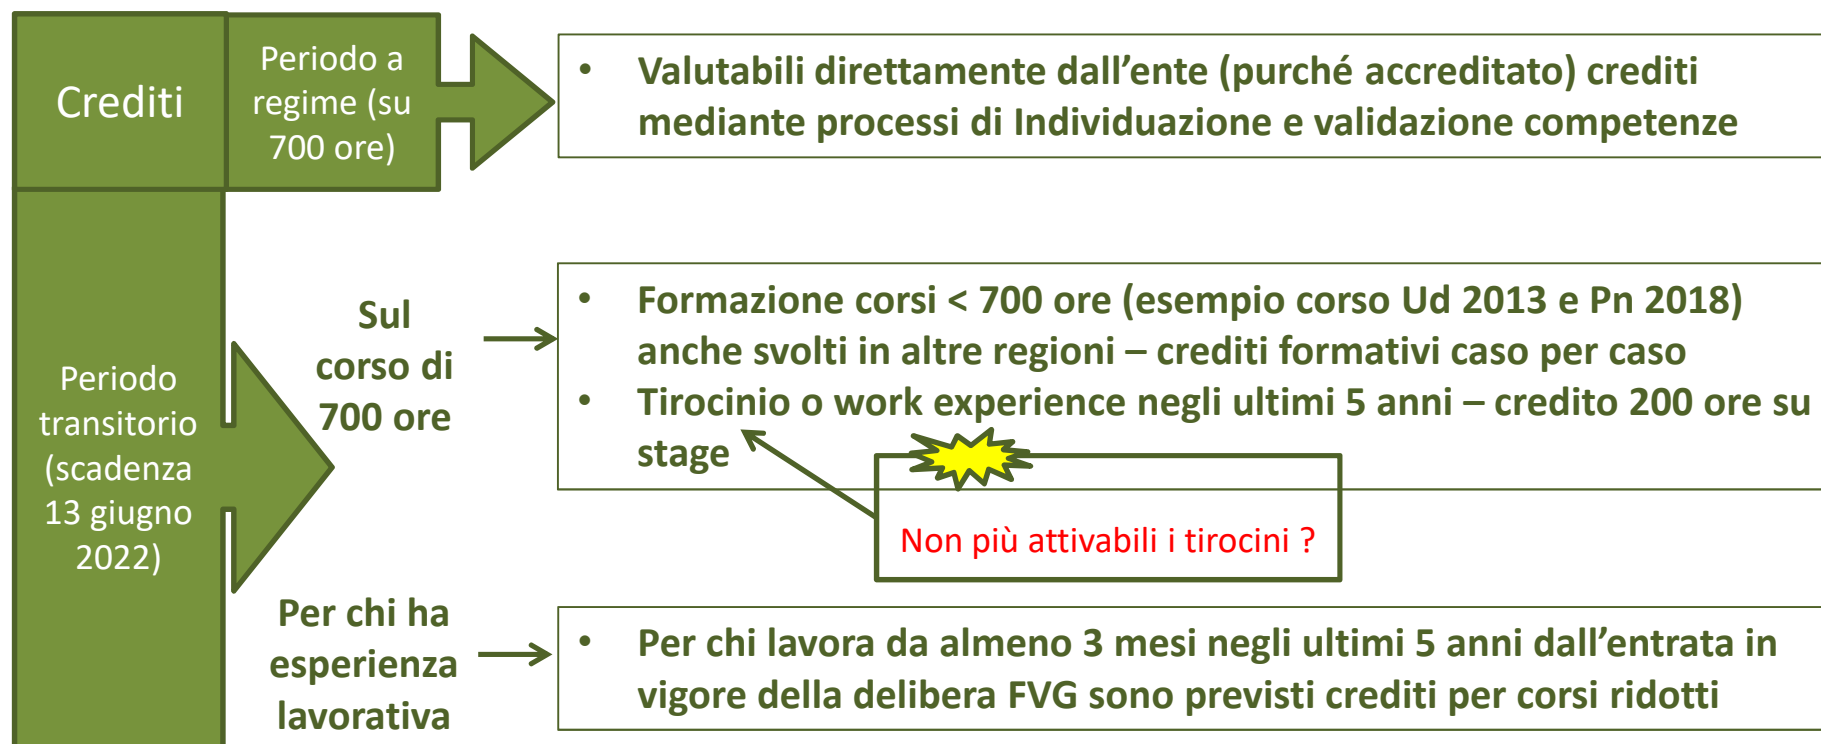 Crediti
Periodo a
regime (su
700 ore)
• Valutabili direttamente dall’ente (purché accreditato) crediti
mediante processi di Individuazione e validazione competenze
Periodo
transitorio
(scadenza
13 giugno
2022)
Sul
corso di
700 ore
• Formazione corsi < 700 ore (esempio corso Ud 2013 e Pn 2018)
anche svolti in altre regioni – crediti formativi caso per caso
• Tirocinio o work experience negli ultimi 5 anni – credito 200 ore su
stage
Non più attivabili i tirocini ?
Per chi ha
esperienza
lavorativa
• Per chi lavora da almeno 3 mesi negli ultimi 5 anni dall’entrata in
vigore della delibera FVG sono previsti crediti per corsi ridotti